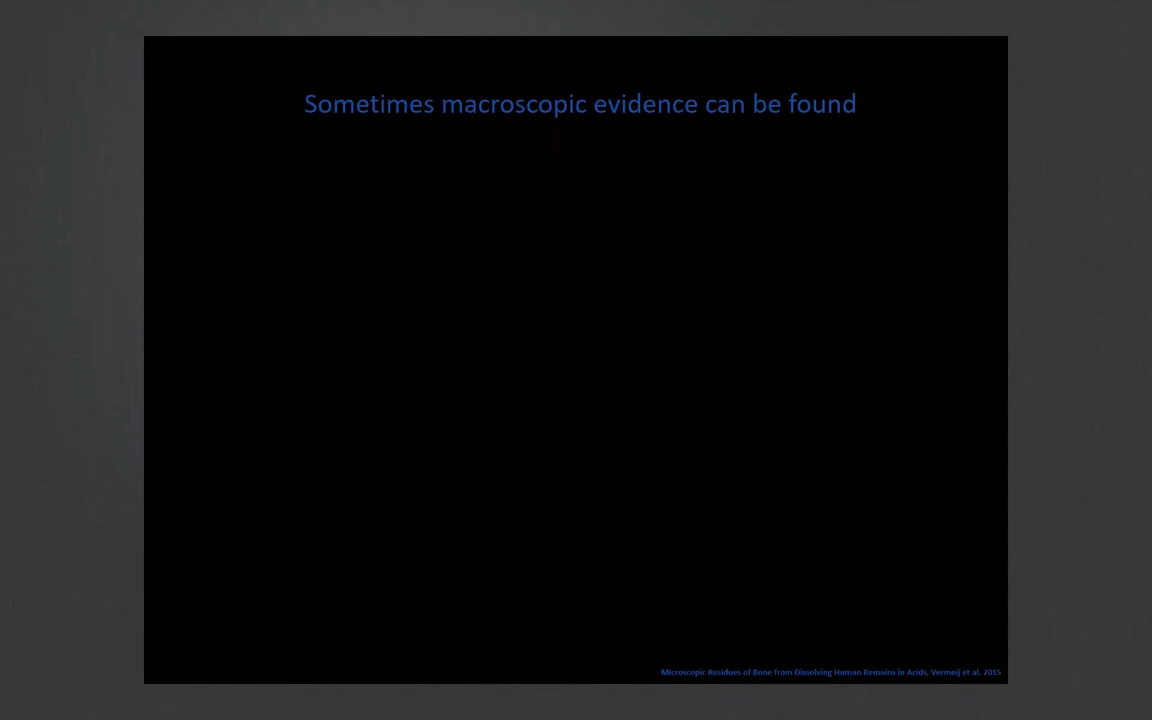 Sometimes macroscopic evidence can be found
Microscopic Residues of Bone from Dissolving Human Remains in Acids, Vermeij et al. 2015